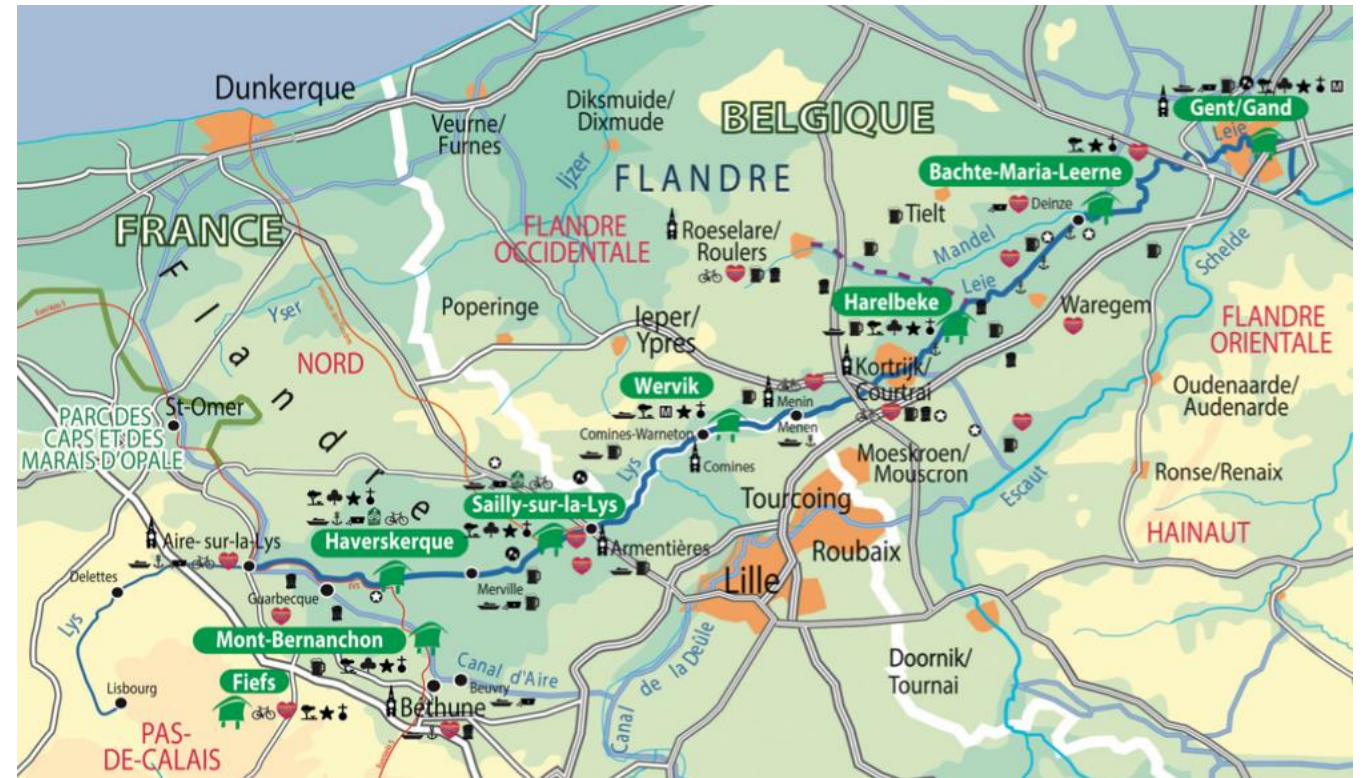 Dunkerque
Veurne/
Furnes
Diksmuide/
Dixmude
BELGIQUE
Gent/Gand
Leie
Bachte-Maria-Leerne
FLANDRE
Ijzer
FRANCE
FLANDRE
OCCIDENTALE
Roeselare/
Roulers
Tielt
Deinze
Mandel
Schelde
Flandre
Yser
Poperinge
Ieper/
Ypres
Harelbeke
Leie
Waregem
FLANDRE
ORIENTALE
NORD
Wervik
Kortrijk/
Courtrai
Menin
Menen
Oudenaarde/
Audenarde
PARC DES
CAPS ET DES
MARAIS D'OPALE
St-Omer
Comines-Warneton
Comines
Lys
Moeskroen/
Mouscron
Escaut
Ronse/Renaix
Sailly-sur-la-Lys
Tourcoing
HAINAUT
Haverskerque
Aire-sur-la-Lys
Armentières
Roubaix
Lille
Delettes
Guarbecque
Merville
Lys
Mont-Bernanchon
Canal d'Aire
Canal de la Deûle
Doornik/
Tournai
Lisbourg
Fiefs
Beuvry
Béthune
PAS-
DE-CALAIS
M
M